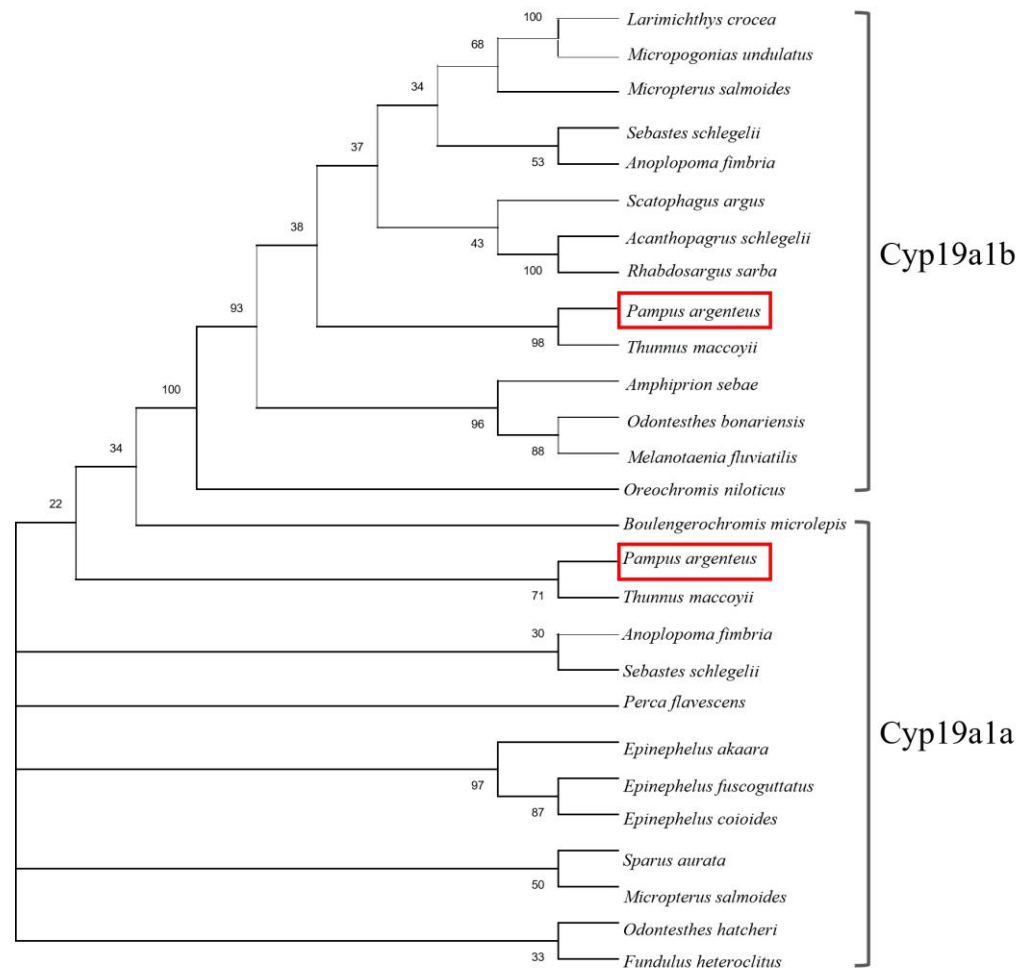 100
Larimichthys crocea
68
Micropogonias undulatus
34
Micropterus salmoides
37
Sebastes schlegelii
53
Anoplopoma fimbria
38
Scatophagus argus
43
Acanthopagrus schlegelii
100
Rhabdosargus sarba
Cyp19a1b
93
Pampus argenteus
98
Thunnus maccoyii
100
Amphiprion sebae
96
Odontesthes bonariensis
88
Melanotaenia fluviatilis
34
Oreochromis niloticus
22
Boulengerochromis microlepis
Pampus argenteus
71
Thunnus maccoyii
30
Anoplopoma fimbria
Sebastes schlegelii
Perca flavescens
Cyp19a1a
Epinephelus akaara
97
Epinephelus fuscoguttatus
87
Epinephelus coioides
Sparus aurata
50
Micropterus salmoides
Odontesthes hatcheri
33
Fundulus heteroclitus